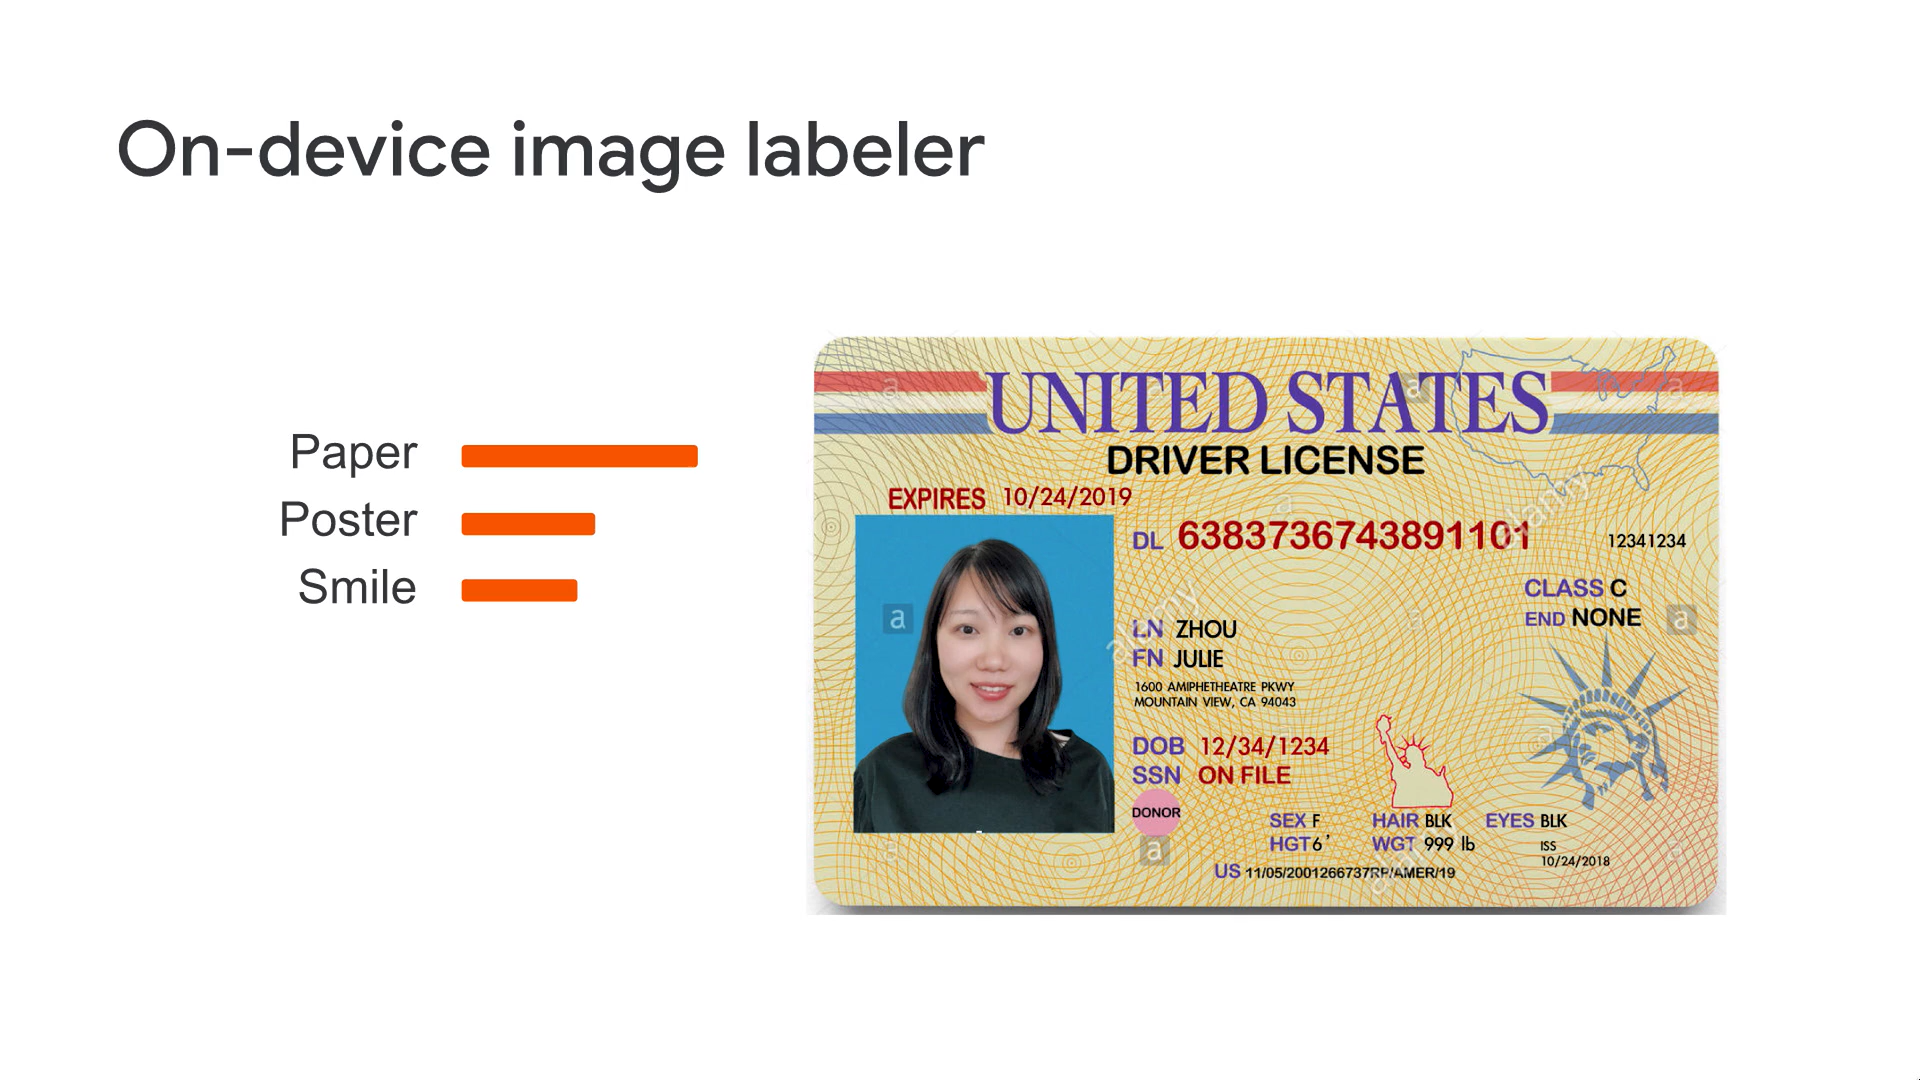 On-device image labeler
Paper
Poster
Smile
UNITED STATES
DRIVER LICENSE
EXPIRES 10/24/2019
DL 6383736743891101
12341234
CLASS C
END NONE
LN ZHOU
FN JULIE
1600 AMIPHETHEATRE PKWY
MOUNTAIN VIEW, CA 94043
DOB 12/34/1234
SSN ON FILE
DONOR
SEX F HAIR BLK EYES BLK
HGT 6' WGT 999 lb
ISS
10/24/2018
US 11/05/2001266737RP/AMER/19
a
a
a
alamy
alamy